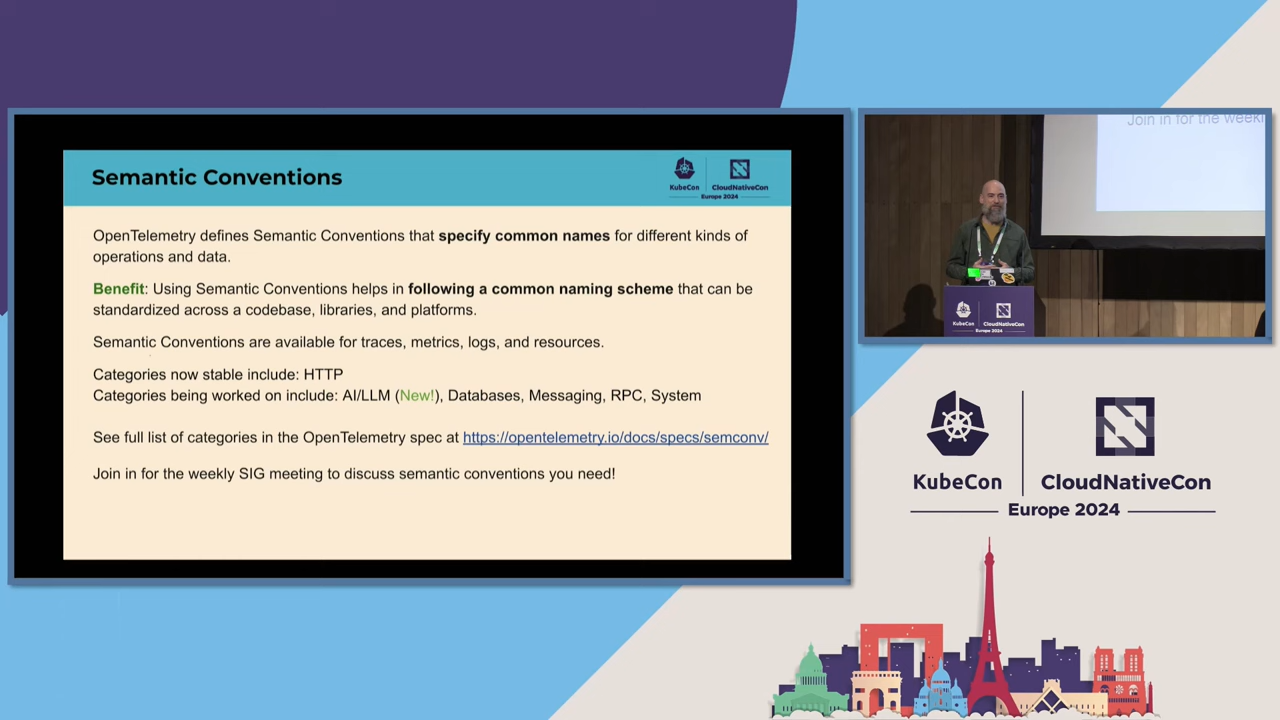 Semantic Conventions
KubeCon
CloudNativeCon
Europe 2024
OpenTelemetry defines Semantic Conventions that specify common names for different kinds of
operations and data.
Benefit: Using Semantic Conventions helps in following a common naming scheme that can be
standardized across a codebase, libraries, and platforms.
Semantic Conventions are available for traces, metrics, logs, and resources.
Categories now stable include: HTTP
Categories being worked on include: AI/LLM (New!), Databases, Messaging, RPC, System
See full list of categories in the OpenTelemetry spec at https://opentelemetry.io/docs/specs/semconv/
Join in for the weekly SIG meeting to discuss semantic conventions you need!
Join in for the weekl
KubeCon
CloudNativeCon
Europe 2024
KubeCon
CloudNativeCon
Europe 2024